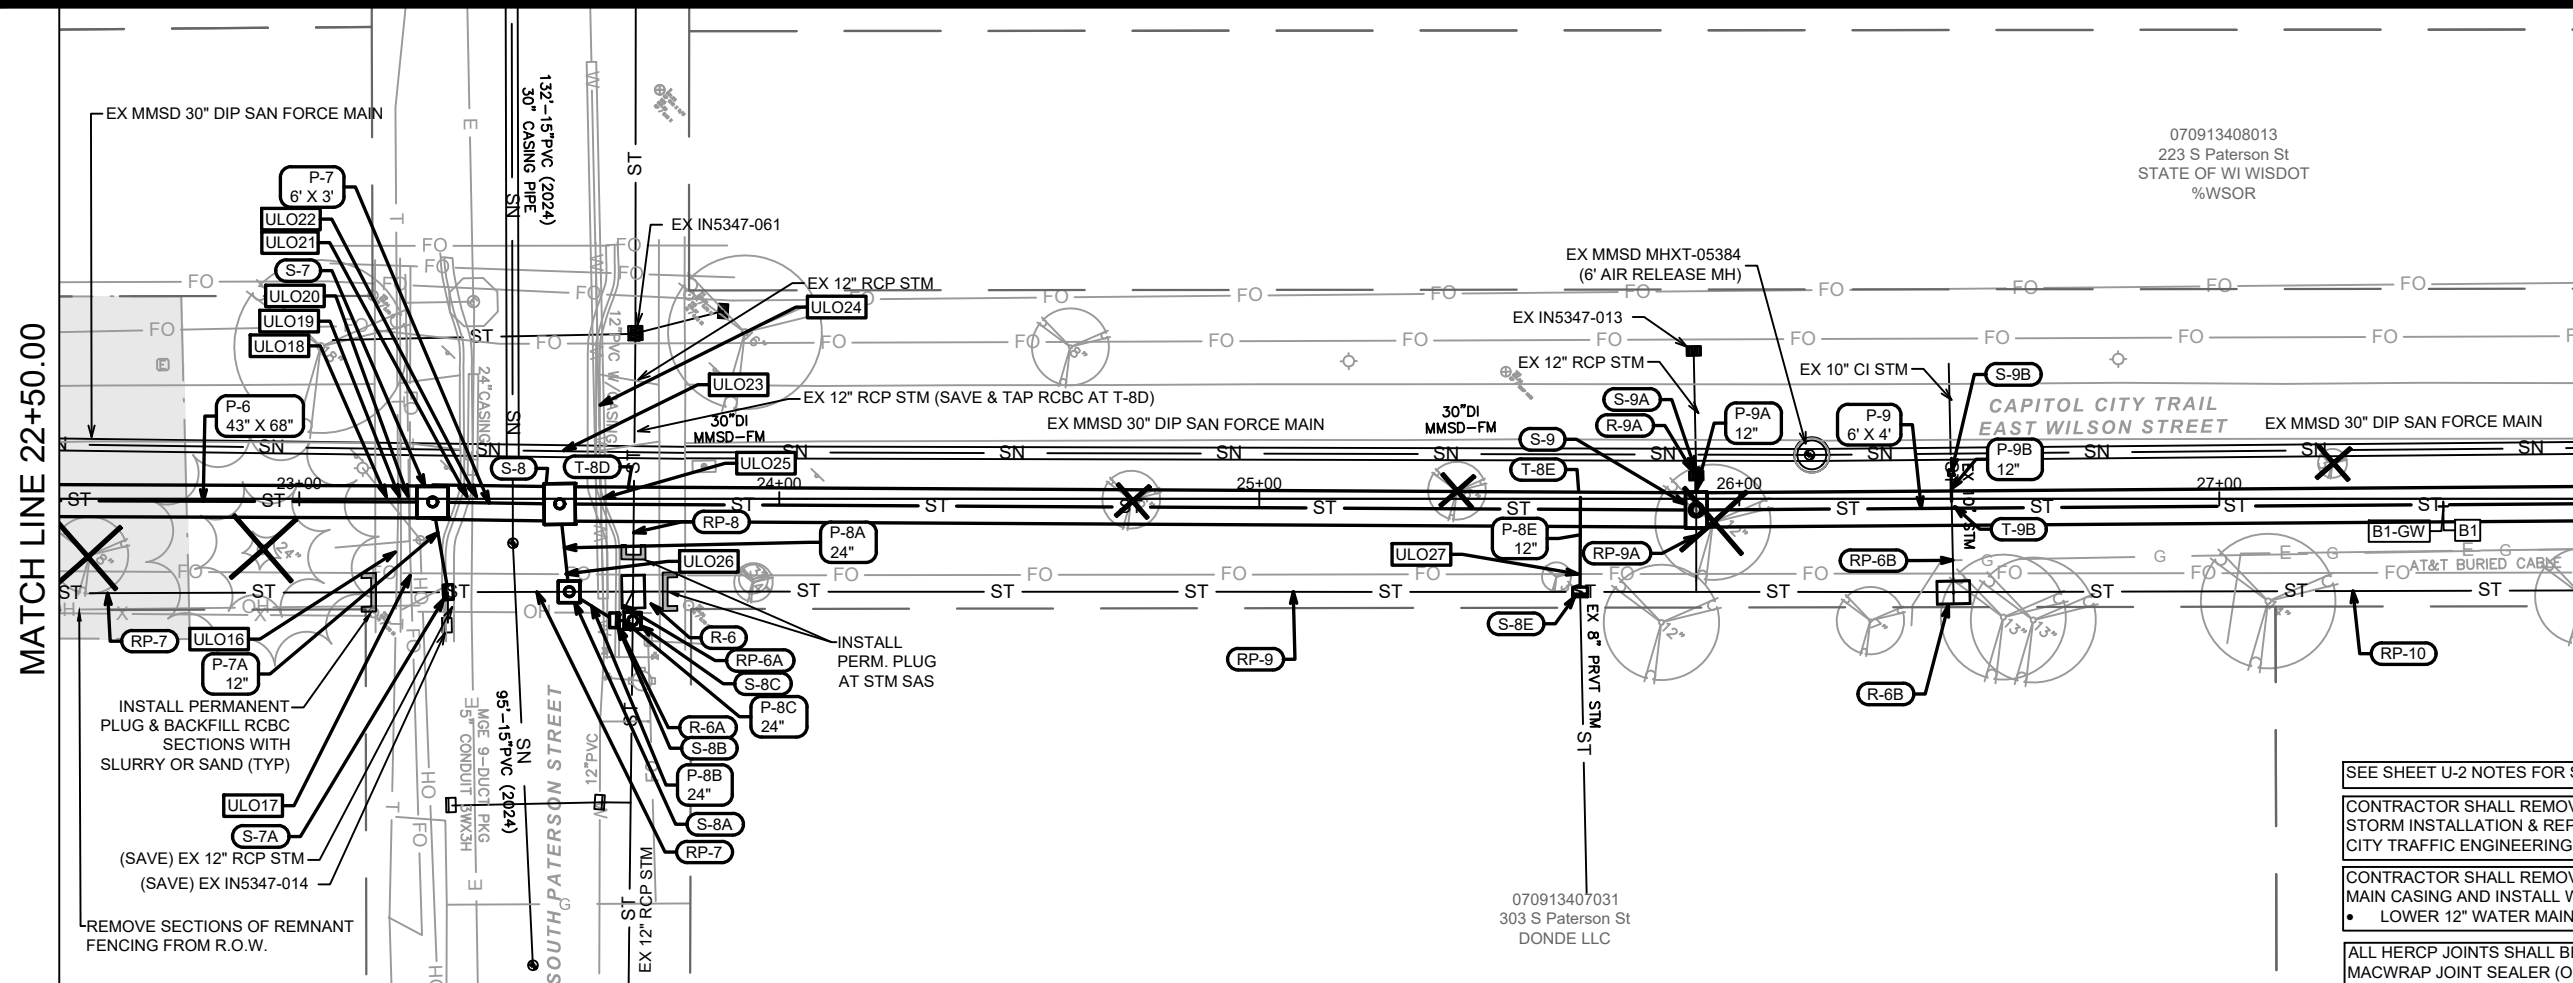 MATCH LINE 22+50.00
EX MMSD 30" DIP SAN FORCE MAIN
P-7
6' X 3'
ULO22
ULO21
S-7
ULO20
ULO19
ULO18
P-6
43" X 68"
132'-15"PVC (2024)
30" CASING PIPE
EX IN5347-061
EX 12" RCP STM
ULO24
ULO23
EX 12" RCP STM (SAVE & TAP RCBC AT T-8D)
30"DI
MMSD-FM
EX MMSD 30" DIP SAN FORCE MAIN
30"DI
MMSD-FM
S-8
T-8D
ULO25
EX MMSD MHXT-05384
(6' AIR RELEASE MH)
EX IN5347-013
EX 12" RCP STM
S-9A
R-9A
S-9
T-8E
P-9A
12"
EX 10" CI STM
P-9
6' X 4'
S-9B
P-9B
12"
CAPITOL CITY TRAIL
EAST WILSON STREET
EX MMSD 30" DIP SAN FORCE MAIN
070913408013
223 S Paterson St
STATE OF WI WISDOT
%WSOR
23+00
24+00
25+00
26+00
27+00
RP-8
P-8A
24"
ULO26
P-8E
12"
ULO27
RP-9A
S-8E
EX 8" PRVT STM
RP-6B
T-9B
EX 10" STM
R-6B
B1-GW
B1
AT&T BURIED CABLE
RP-10
RP-9
RP-7
ULO16
P-7A
12"
INSTALL PERMANENT
PLUG & BACKFILL RCBC
SECTIONS WITH
SLURRY OR SAND (TYP)
ULO17
S-7A
(SAVE) EX 12" RCP STM
(SAVE) EX IN5347-014
REMOVE SECTIONS OF REMNANT
FENCING FROM R.O.W.
24"CASING
MGE 9-DUCT PKG
5" CONDUIT 3WX3H
95'-15"PVC (2024)
SOUTH PATERSON STREET
12"PVC
EX 12" RCP STM
R-6
RP-6A
S-8C
P-8C
24"
R-6A
S-8B
P-8B
24"
S-8A
RP-7
INSTALL
PERM. PLUG
AT STM SAS
070913407031
303 S Paterson St
DONDE LLC
SEE SHEET U-2 NOTES FOR
CONTRACTOR SHALL
STORM INSTALLATION &
CITY TRAFFIC ENGINEERING
CONTRACTOR SHALL
MAIN CASING AND INSTALL
• LOWER 12" WATER MAIN
ALL HERCP JOINTS SHALL
MACWRAP JOINT SEALER